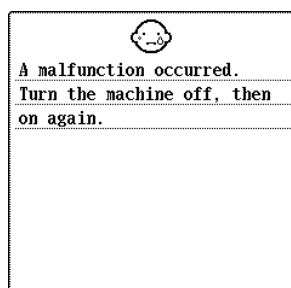 A malfunction occurred.
Turn the machine off, then
on again.